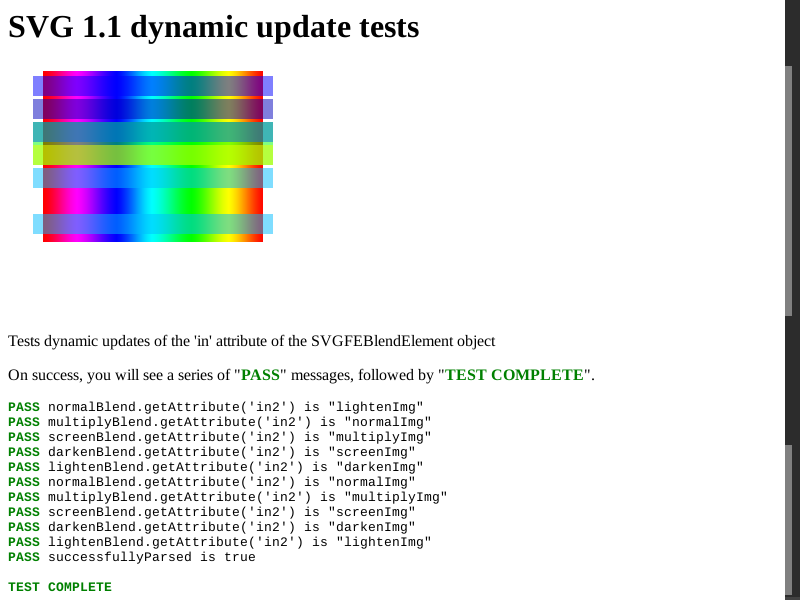 SVG 1.1 dynamic update tests
Tests dynamic updates of the 'in' attribute of the SVGFEBlendElement object
On success, you will see a series of "PASS" messages, followed by "TEST COMPLETE".
PASS normalBlend.getAttribute('in2') is "lightenImg"
PASS multiplyBlend.getAttribute('in2') is "normalImg"
PASS screenBlend.getAttribute('in2') is "multiplyImg"
PASS darkenBlend.getAttribute('in2') is "screenImg"
PASS lightenBlend.getAttribute('in2') is "darkenImg"
PASS normalBlend.getAttribute('in2') is "normalImg"
PASS multiplyBlend.getAttribute('in2') is "multiplyImg"
PASS screenBlend.getAttribute('in2') is "screenImg"
PASS darkenBlend.getAttribute('in2') is "darkenImg"
PASS lightenBlend.getAttribute('in2') is "lightenImg"
PASS successfullyParsed is true
TEST COMPLETE